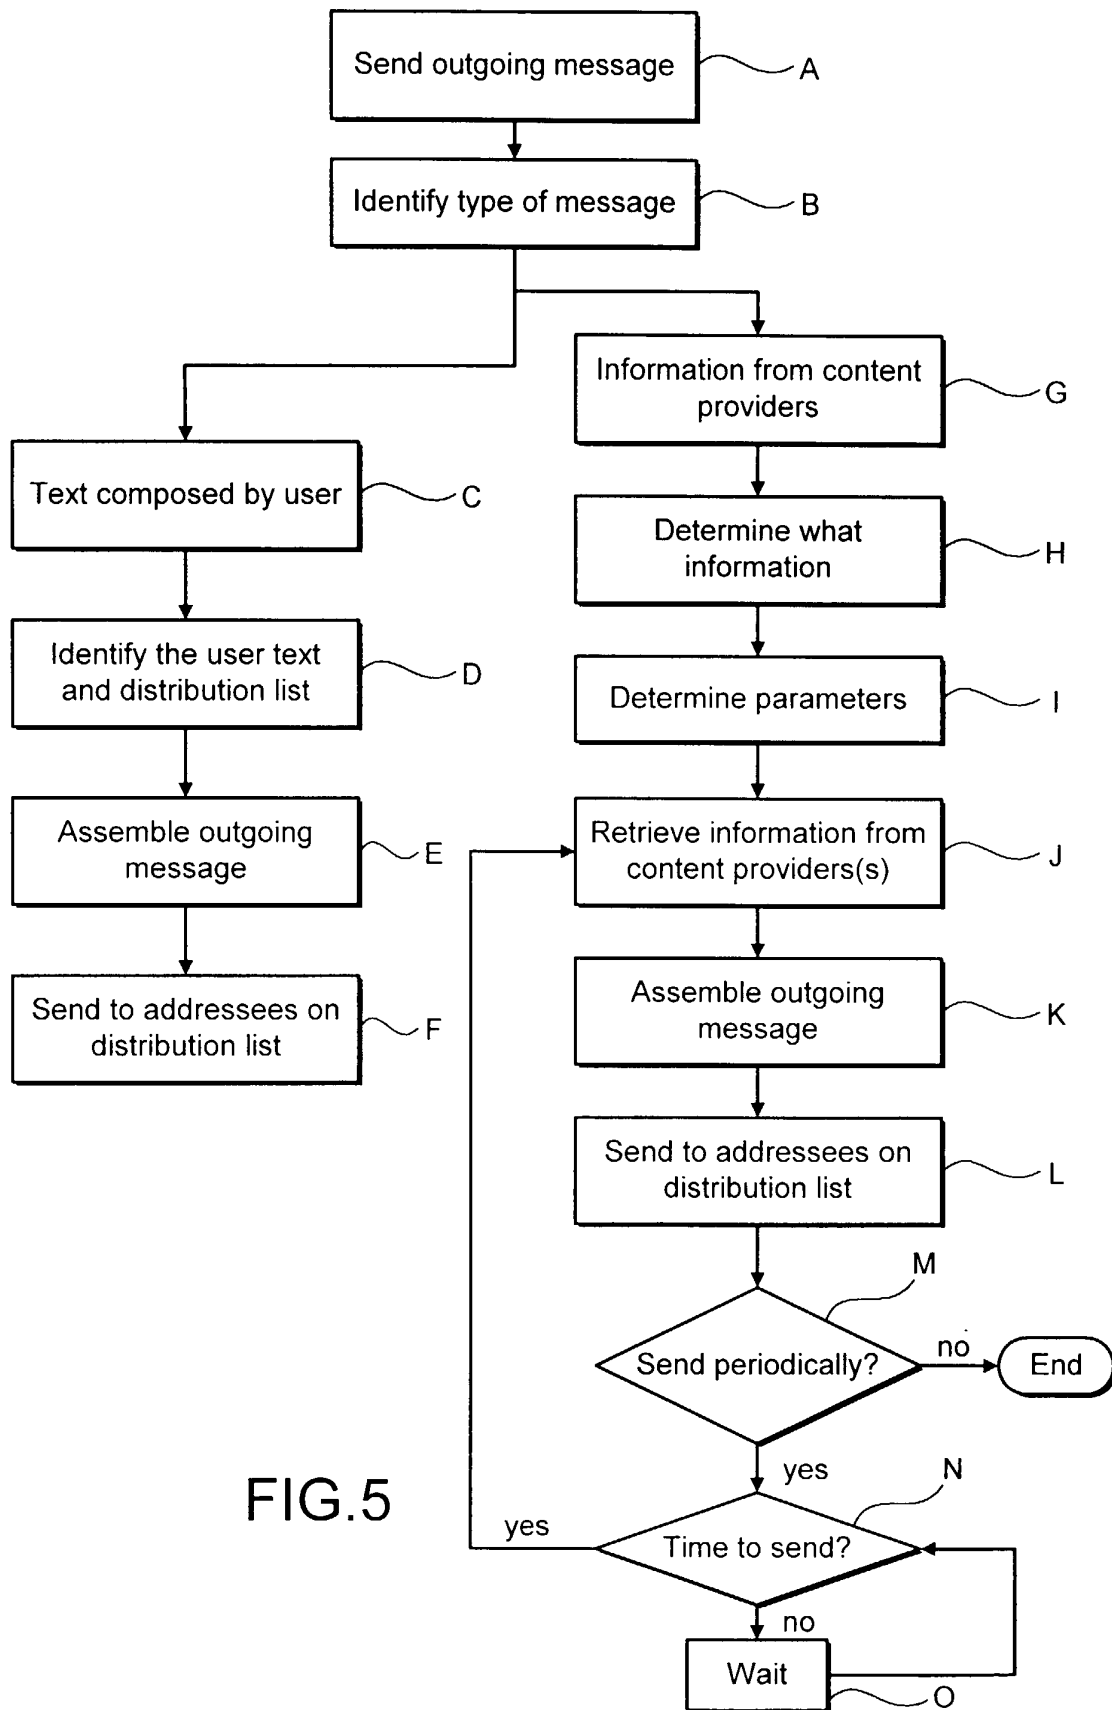 Send outgoing message
A
Identify type of message
B
Information from content
providers
G
Text composed by user
C
Determine what
information
H
Identify the user text
and distribution list
D
Determine parameters
I
Assemble outgoing
message
E
Retrieve information from
content providers(s)
J
Send to addressees on
distribution list
F
Assemble outgoing
message
K
Send to addressees on
distribution list
L
M
Send periodically?
no
End
yes
FIG.5
N
yes
Time to send?
no
Wait
O